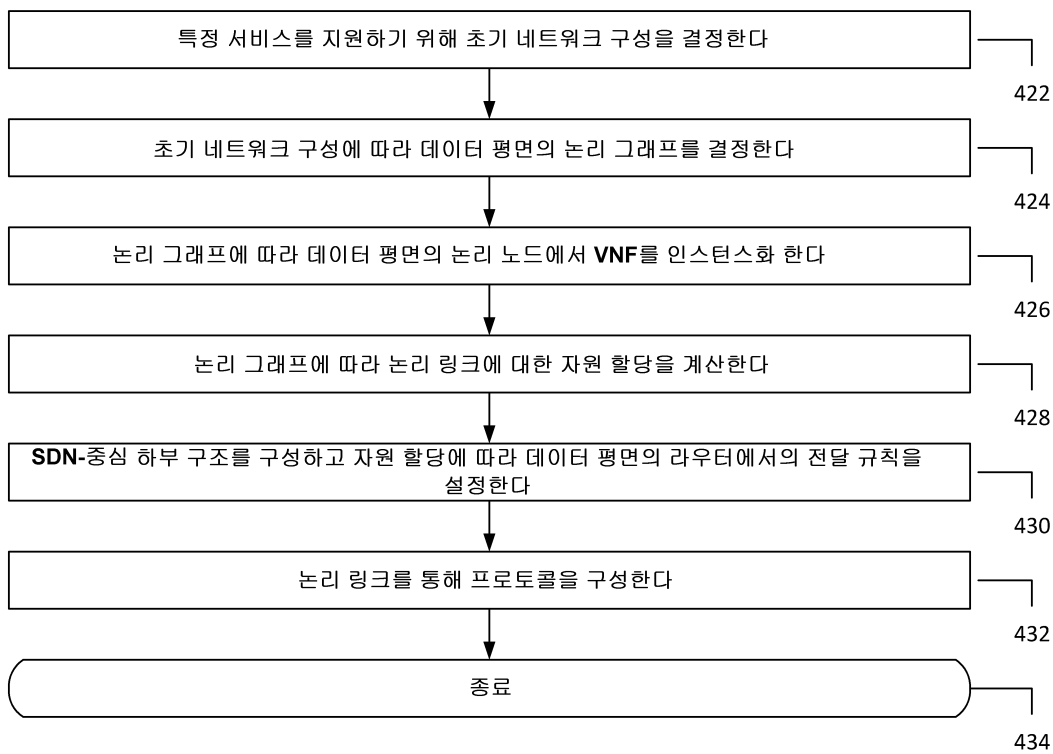 특정 서비스를 지원하기 위해 초기 네트워크 구성을 결정한다
422
초기 네트워크 구성에 따라 데이터 평면의 논리 그래프를 결정한다
424
논리 그래프에 따라 데이터 평면의 논리 노드에서 VNF를 인스턴스화 한다
426
논리 그래프에 따라 논리 링크에 대한 자원 할당을 계산한다
428
SDN-중심 하부 구조를 구성하고 자원 할당에 따라 데이터 평면의 라우터에서의 전달 규칙을
설정한다
430
논리 링크를 통해 프로토콜을 구성한다
432
종료
434